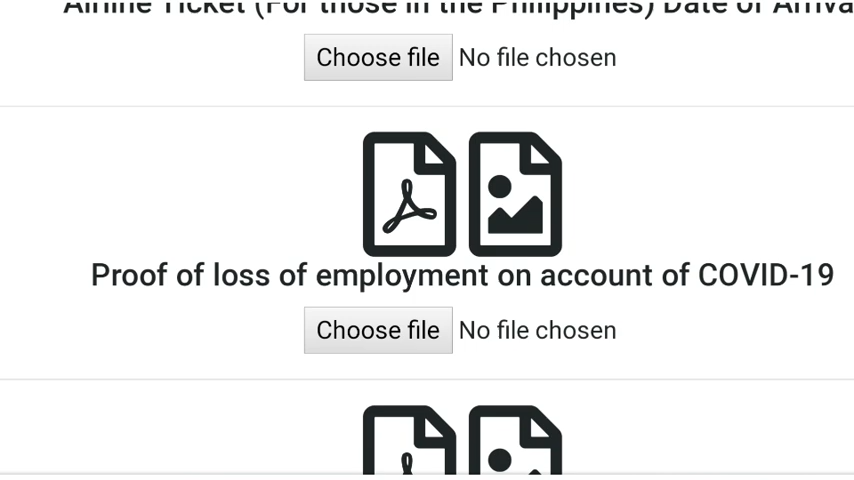 Airline Ticket (For those in the Philippines) Date of Arriva
Choose file No file chosen
Proof of loss of employment on account of COVID-19
Choose file No file chosen